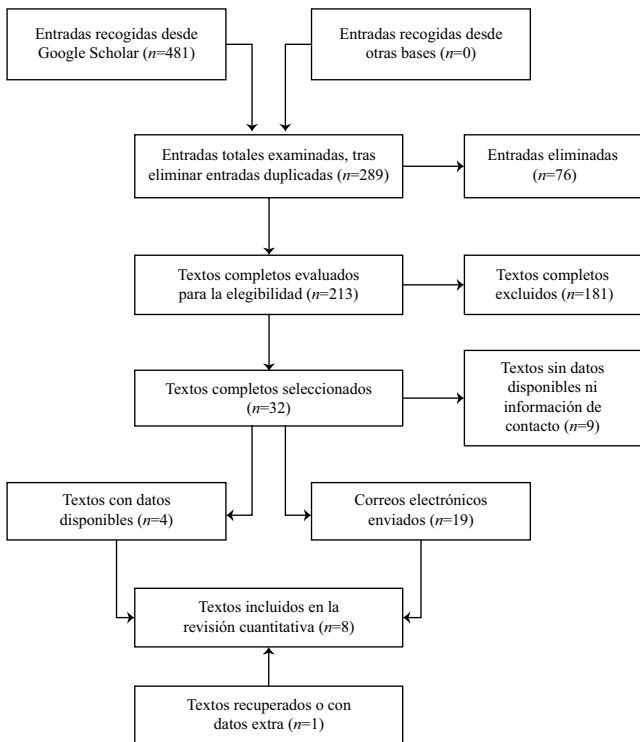 Entradas recogidas desde
Google Scholar (n=481)
Entradas recogidas desde
otras bases (n=0)
Entradas totales examinadas, tras
eliminar entradas duplicadas (n=289)
Entradas eliminadas
(n=76)
Textos completos evaluados
para la elegibilidad (n=213)
Textos completos
excluidos (n=181)
Textos completos seleccionados
(n=32)
Textos sin datos
disponibles ni
información de
contacto (n=9)
Textos con datos
disponibles (n=4)
Correos electrónicos
enviados (n=19)
Textos incluidos en la
revisión cuantitativa (n=8)
Textos recuperados o con
datos extra (n=1)